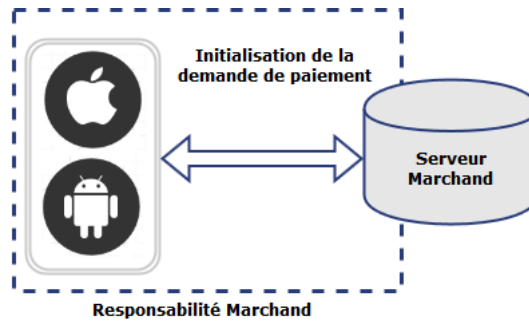 Initialisation de la
demande de paiement
Serveur
Marchand
Responsabilité Marchand